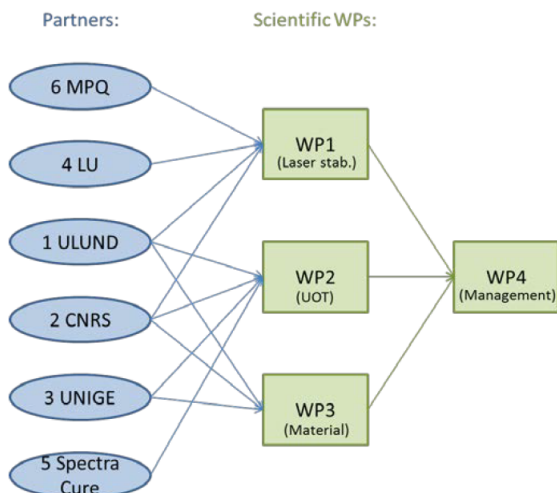 Partners:
Scientific WPs:
6 MPQ
4 LU
1 ULUND
2 CNRS
3 UNIGE
5 Spectra
Cure
WP1
(Laser stab.)
WP2
(UOT)
WP3
(Material)
WP4
(Management)